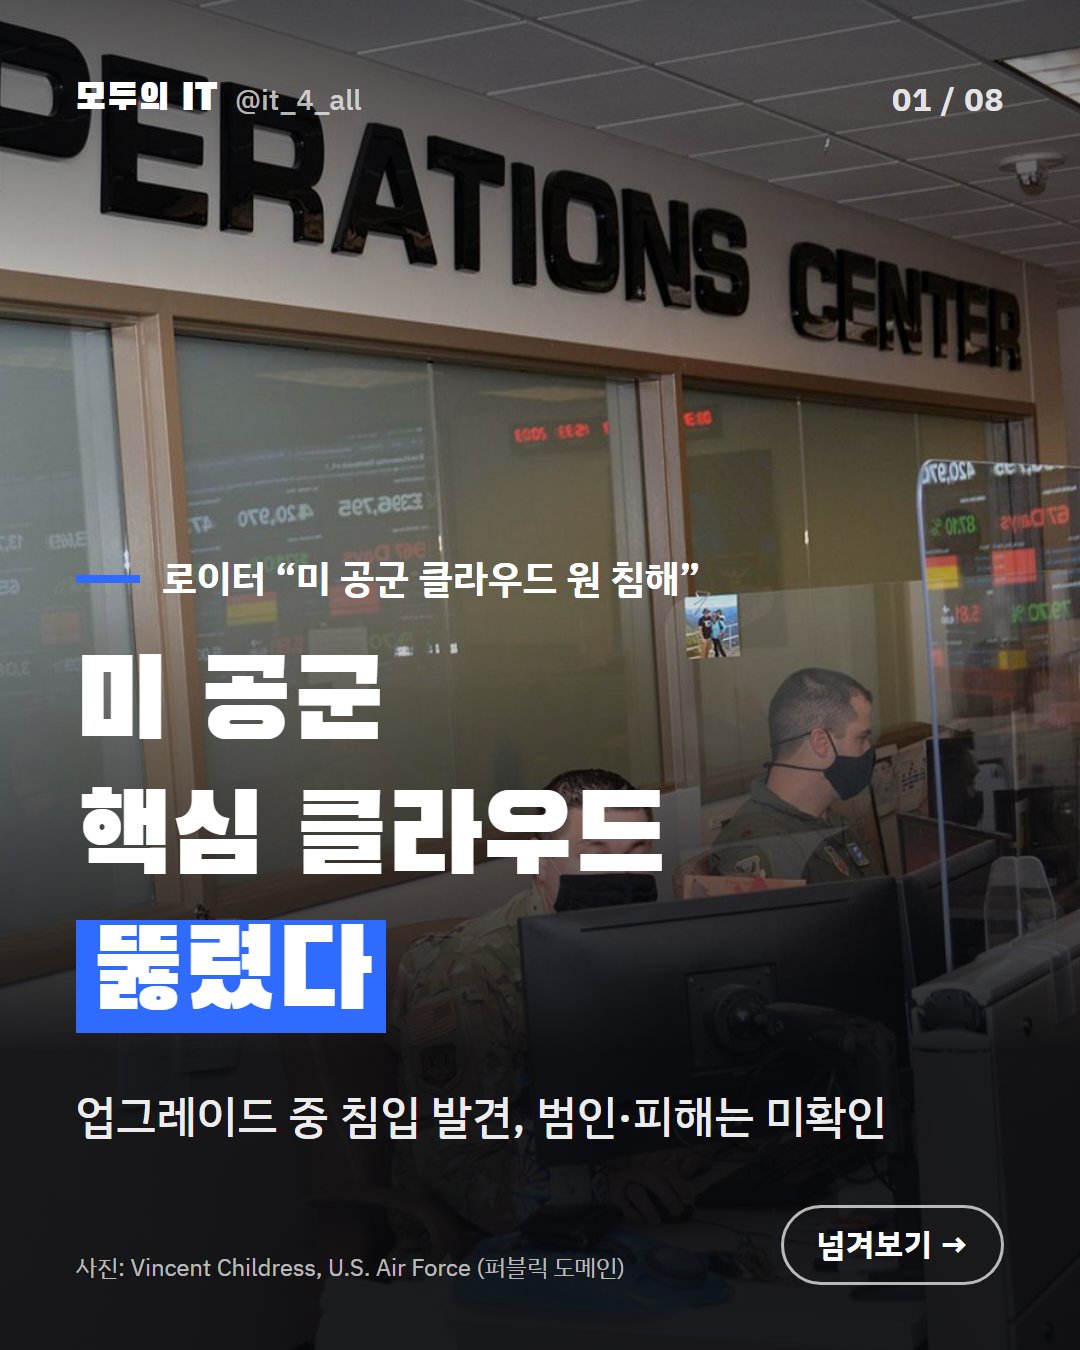 모두의 IT @it_4_all
01 / 08
PERATIONS CENTER
로이터 “미 공군 클라우드 원 침해”
미 공군
핵심 클라우드
뚫렸다
업그레이드 중 침입 발견, 범인·피해는 미확인
넘겨보기 →
사진: Vincent Childress, U.S. Air Force (퍼블릭 도메인)